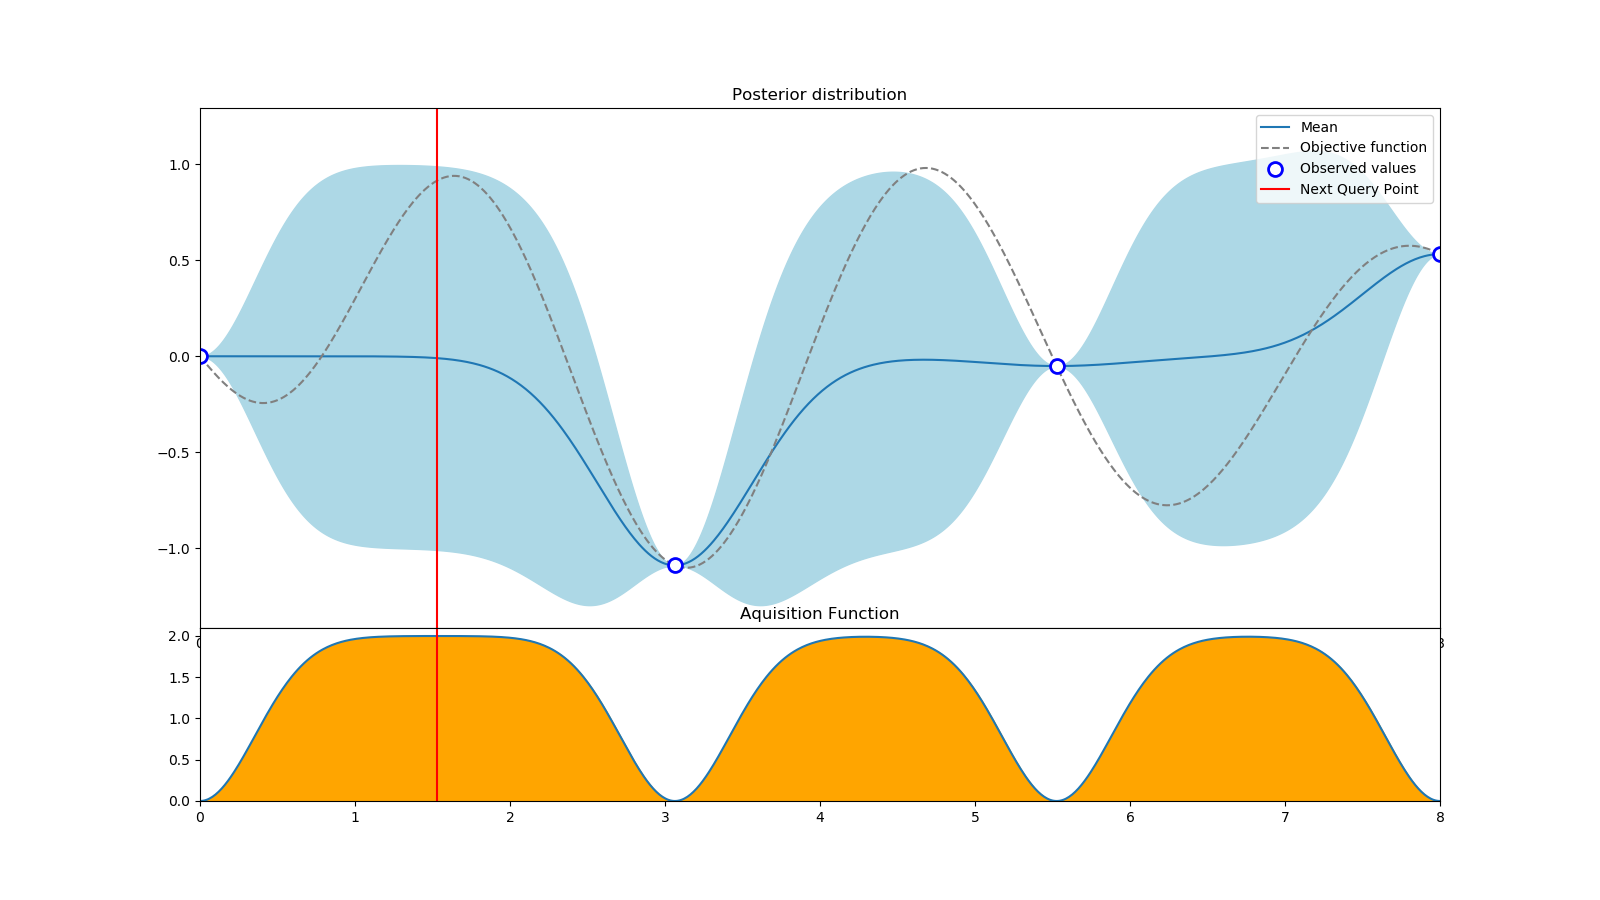 Posterior distribution
Mean
Objective function
Observed values
Next Query Point
1.0
0.5
0.0
−0.5
−1.0
Aquisition Function
2.0
1.5
1.0
0.5
0.0
0 1 2 3 4 5 6 7 8